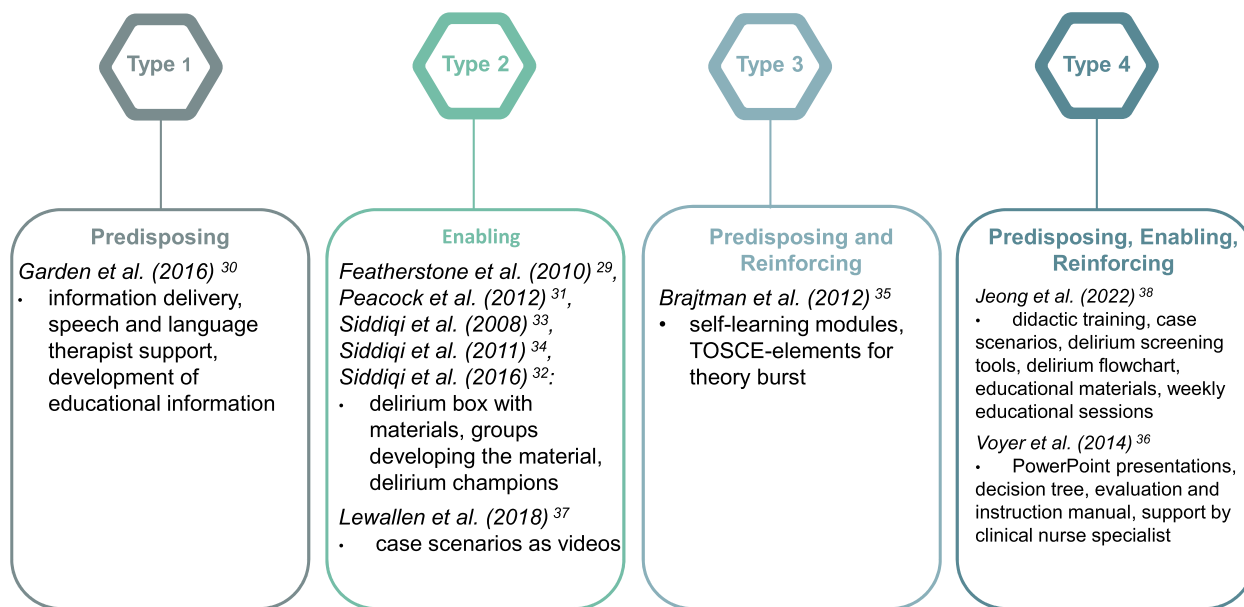 Type 1
Predisposing
Garden et al. (2016) 30
• information delivery,
speech and language
therapist support,
development of
educational information
Type 2
Enabling
Featherstone et al. (2010) 29,
Peacock et al. (2012) 31,
Siddiqi et al. (2008) 33,
Siddiqi et al. (2011) 34,
Siddiqi et al. (2016) 32:
• delirium box with
materials, groups
developing the material,
delirium champions
Lewallen et al. (2018) 37
• case scenarios as videos
Type 3
Predisposing and
Reinforcing
Brajtman et al. (2012) 35
• self-learning modules,
TOSCE-elements for
theory burst
Type 4
Predisposing, Enabling,
Reinforcing
Jeong et al. (2022) 38
• didactic training, case
scenarios, delirium screening
tools, delirium flowchart,
educational materials, weekly
educational sessions
Voyer et al. (2014) 36
• PowerPoint presentations,
decision tree, evaluation and
instruction manual, support by
clinical nurse specialist